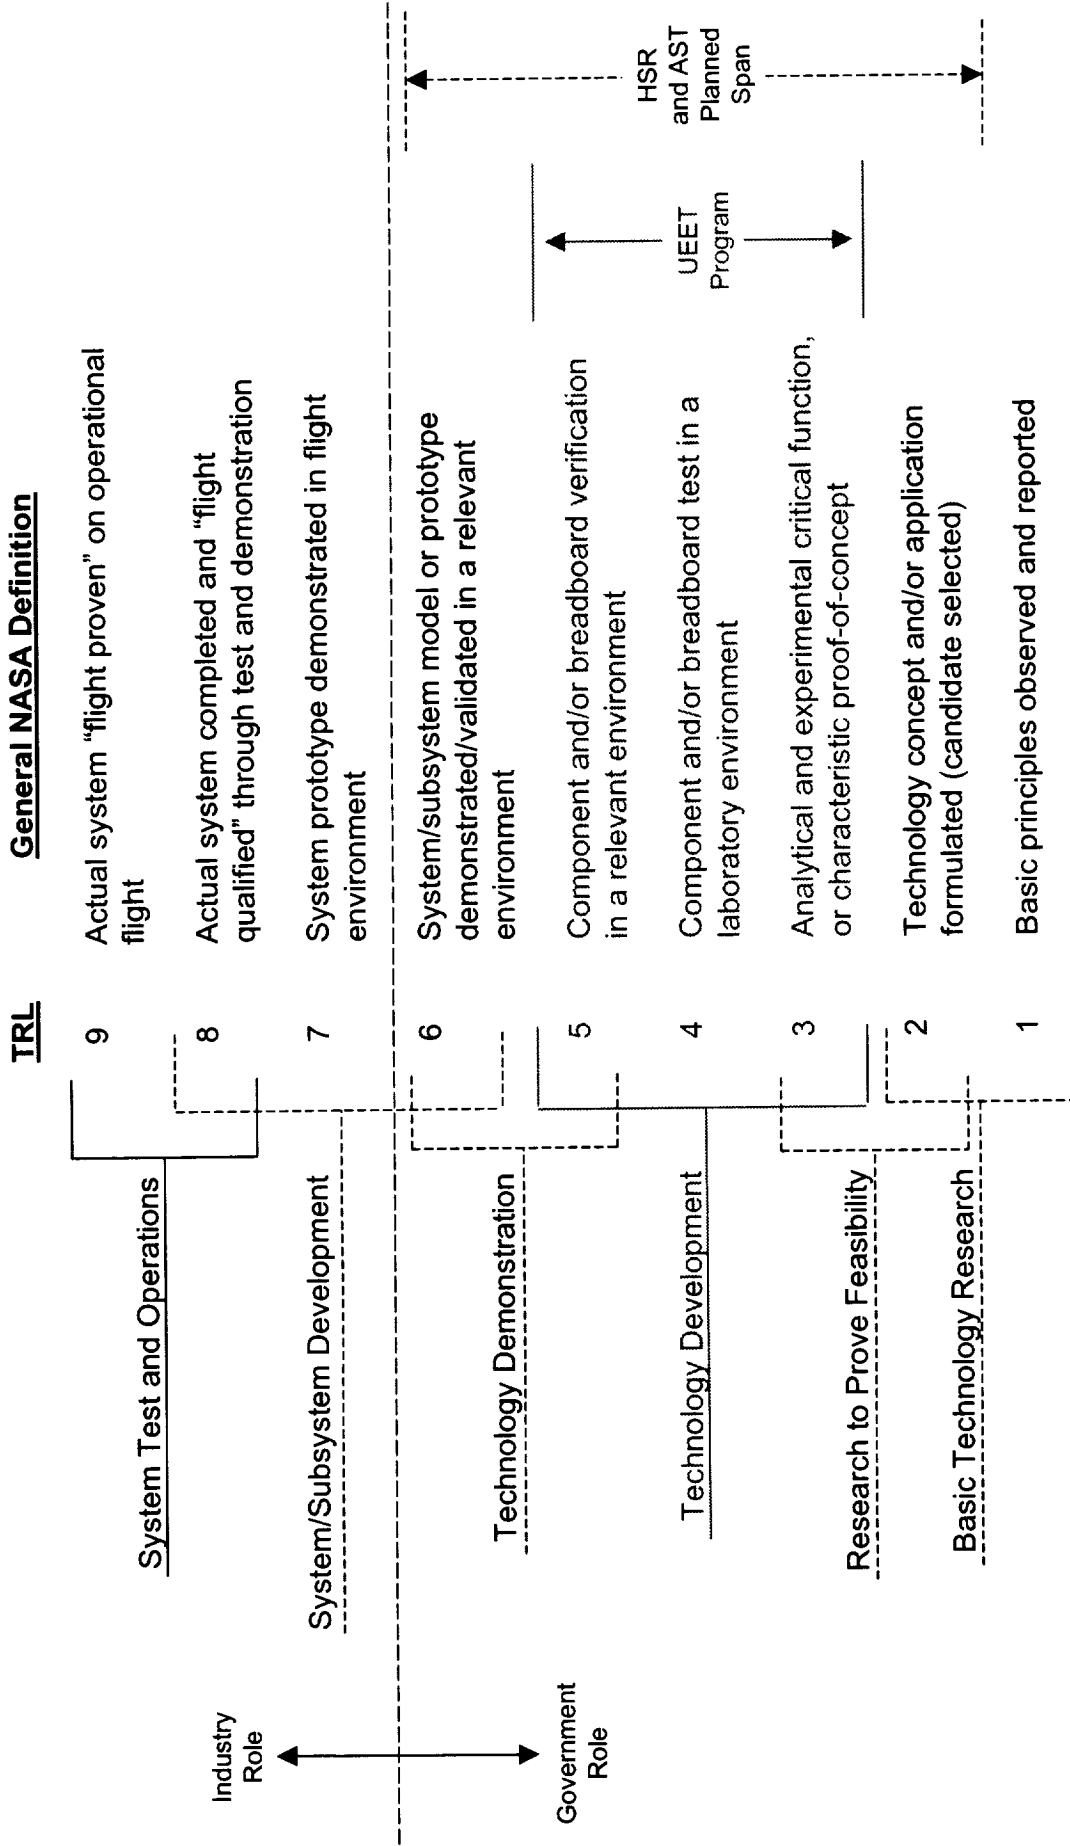 TRL
General NASA Definition
System Test and Operations
9
Actual system “flight proven” on operational
flight
8
Actual system completed and “flight
qualified” through test and demonstration
Industry
Role
System/Subsystem Development
7
System prototype demonstrated in flight
environment
Government
Role
Technology Demonstration
6
System/subsystem model or prototype
demonstrated/validated in a relevant
environment
5
Component and/or breadboard verification
in a relevant environment
Technology Development
4
Component and/or breadboard test in a
laboratory environment
3
Analytical and experimental critical function,
or characteristic proof-of-concept
Research to Prove Feasibility
2
Technology concept and/or application
formulated (candidate selected)
Basic Technology Research
1
Basic principles observed and reported
UEET
Program
HSR
and AST
Planned
Span